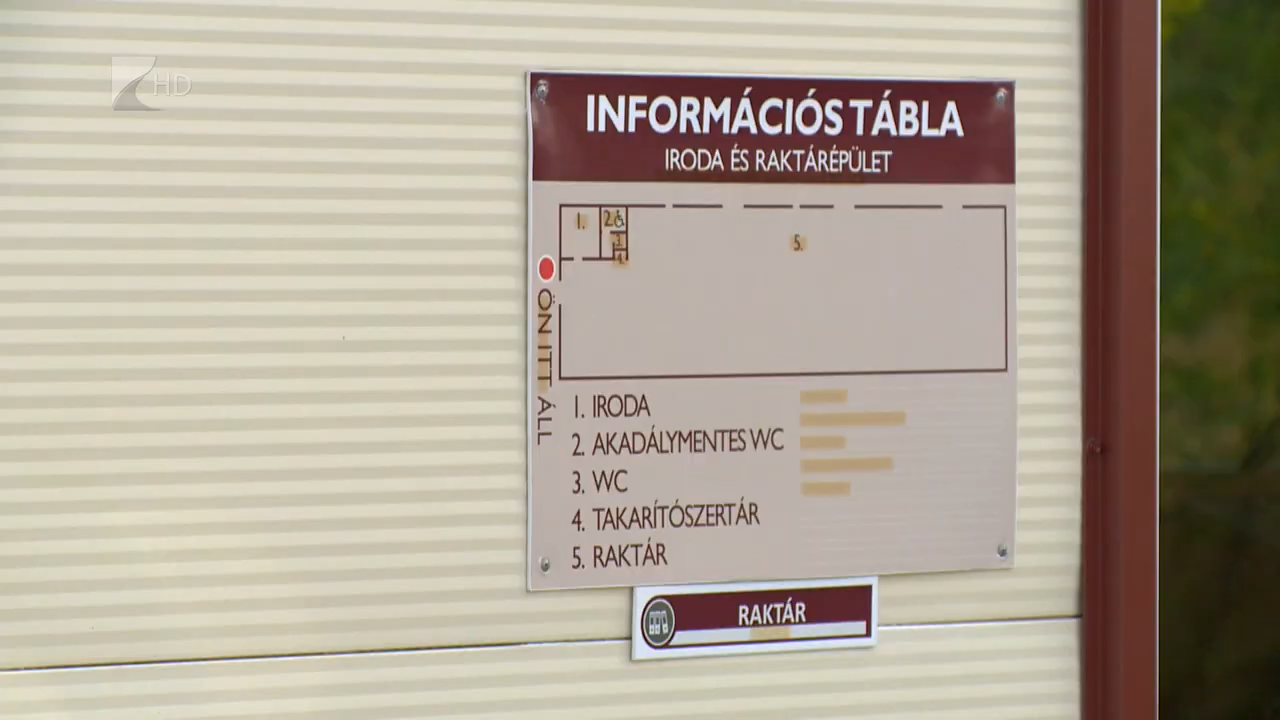 HD
INFORMÁCIÓS TÁBLA
IRODA ÉS RAKTÁRÉPÜLET
1.
2.
3.
4.
5.
ÖN ITT ÁLL
1. IRODA
2. AKADÁLYMENTES WC
3. WC
4. TAKARÍTÓSZERTÁR
5. RAKTÁR
RAKTÁR